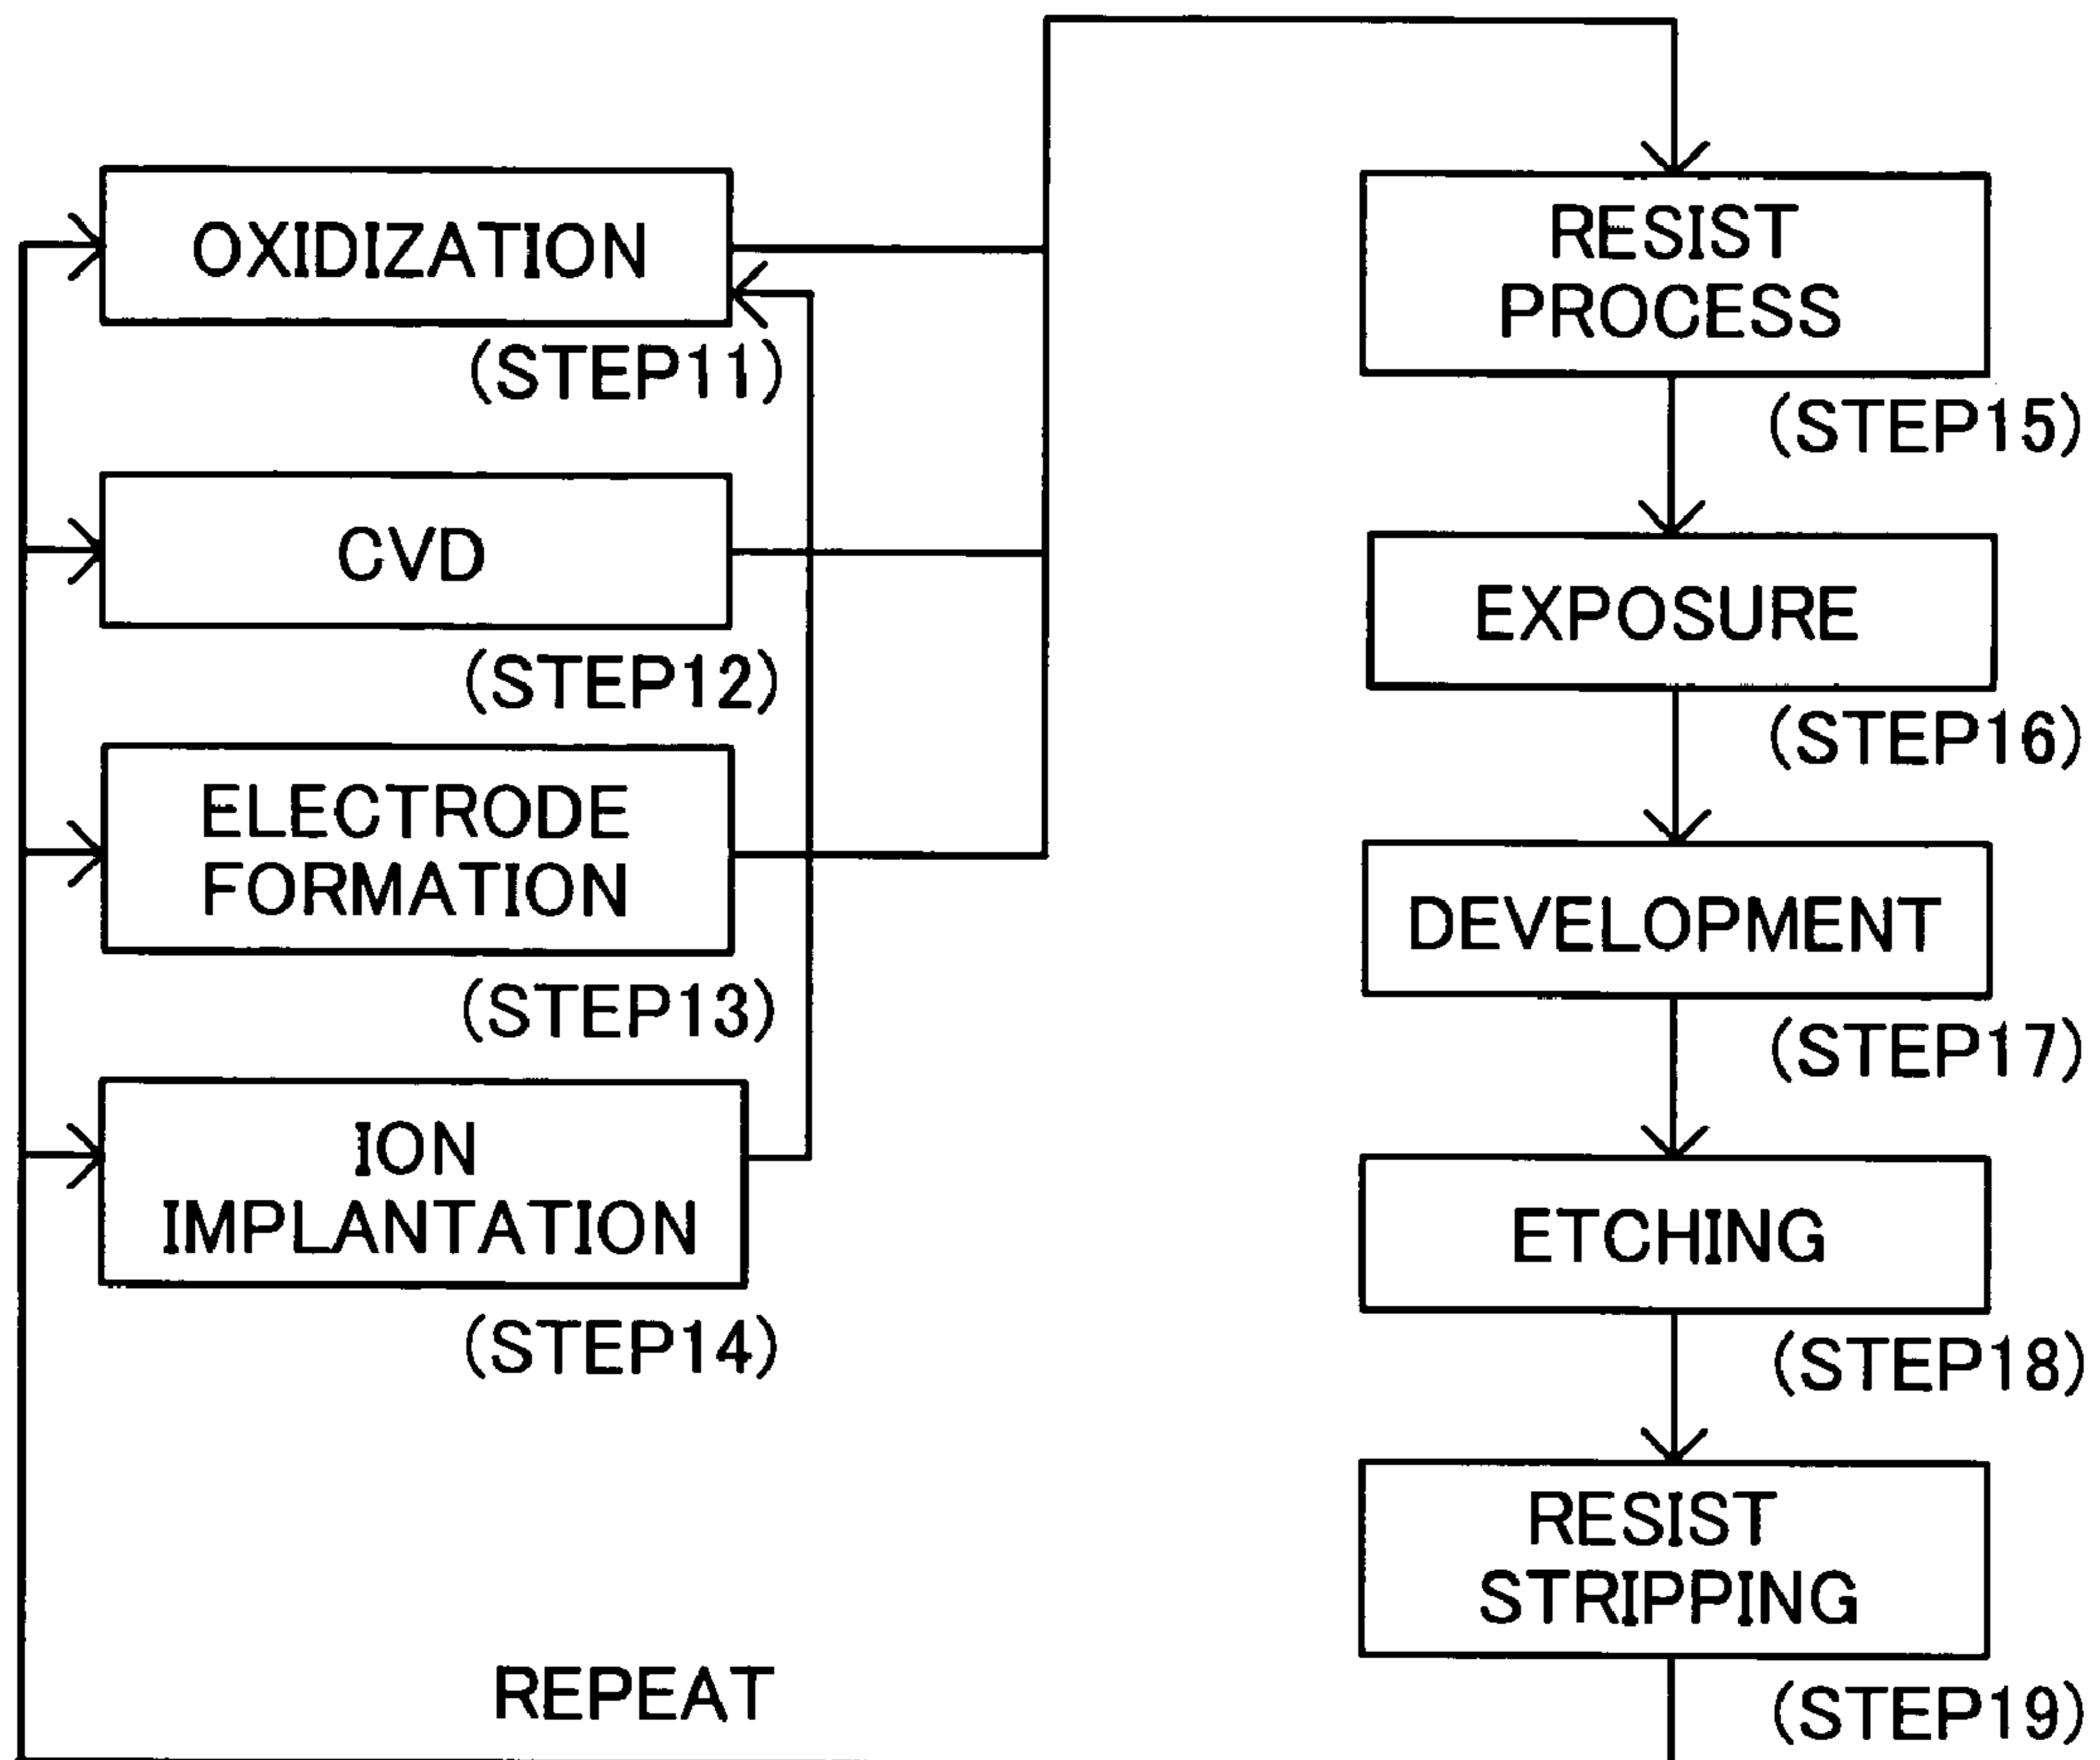 OXIDIZATION
(STEP11)
CVD
(STEP12)
ELECTRODE
FORMATION
(STEP13)
ION
IMPLANTATION
(STEP14)
REPEAT
RESIST
PROCESS
(STEP15)
EXPOSURE
(STEP16)
DEVELOPMENT
(STEP17)
ETCHING
(STEP18)
RESIST
STRIPPING
(STEP19)